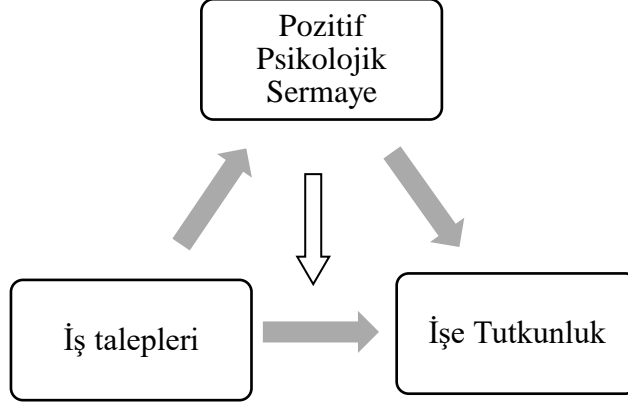 Pozitif
Psikolojik
Sermaye
İş talepleri
İşe Tutkunluk